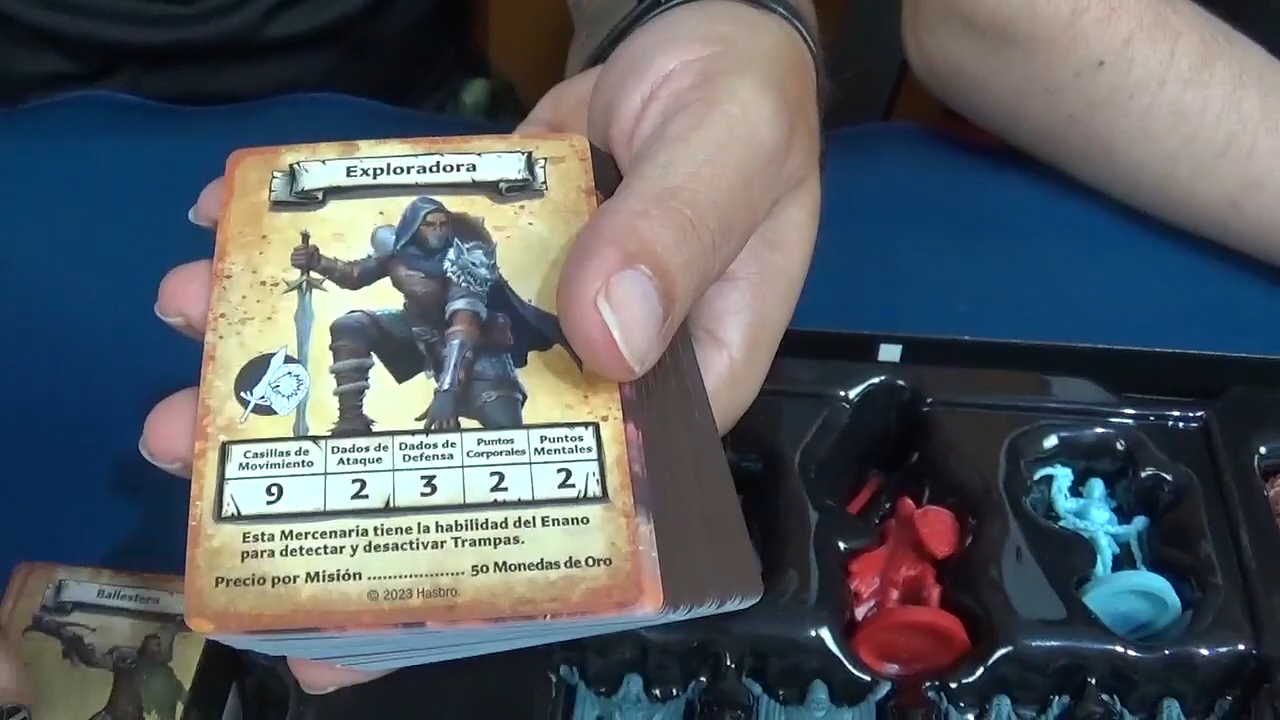 Exploradora
Casillas de Movimiento
Dados de Ataque
Dados de Defensa
Puntos Corporales
Puntos Mentales
9 2 3 2 2
Esta Mercenaria tiene la habilidad del Enano
para detectar y desactivar Trampas.
Precio por Misión .................. 50 Monedas de Oro
© 2023 Hasbro.
Ballestera